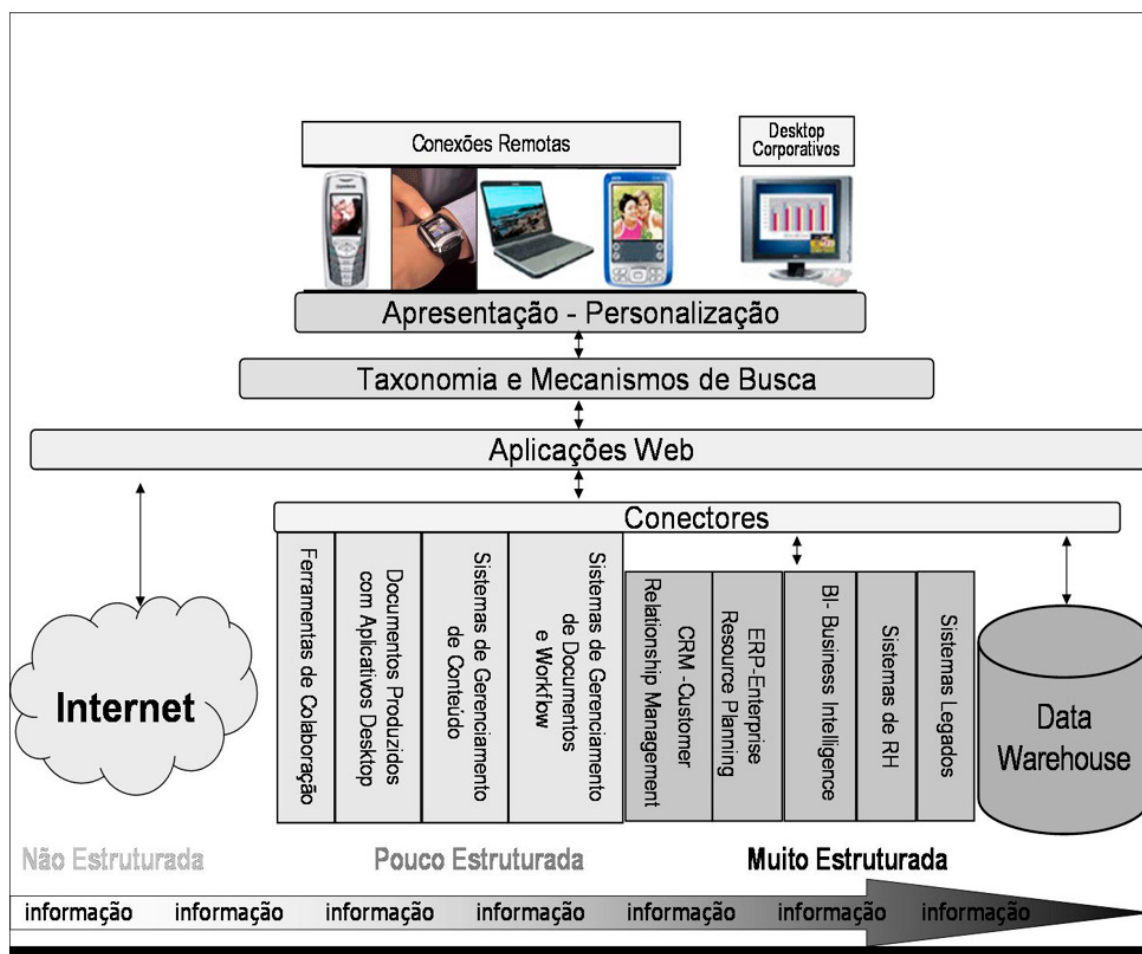 Conexões Remotas
Desktop
Corporativos
Apresentação - Personalização
Taxonomia e Mecanismos de Busca
Aplicações Web
Conectores
Internet
Ferramentas de Colaboração
Documentos Produzidos
com Aplicativos Desktop
Sistemas de Gerenciamento
de Conteúdo
Sistemas de Gerenciamento
de Documentos
e Workflow
CRM -Customer
Relationship Management
ERP-Enterprise
Resource Planning
BI- Business Intelligence
Sistemas de RH
Sistemas Legados
Data
Warehouse
Não Estruturada
Pouco Estruturada
Muito Estruturada
informação informação informação informação informação informação informação